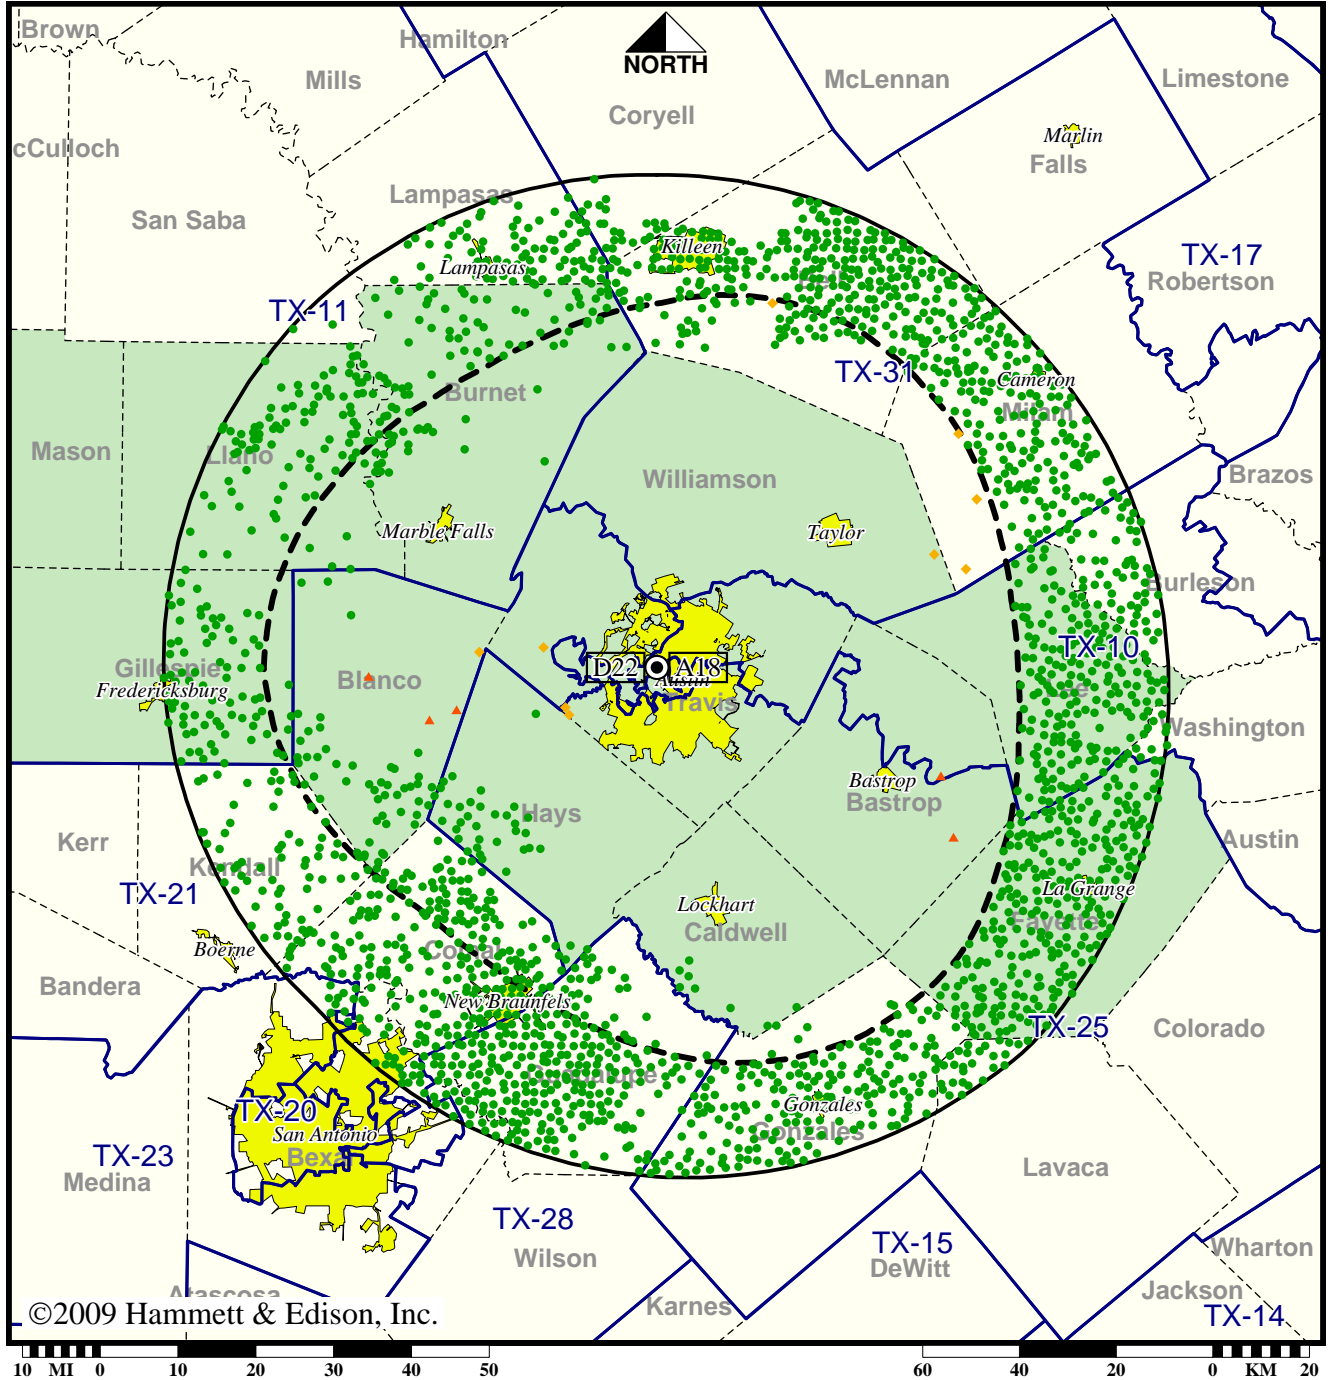 Brown
Hamilton
NORTH
Mills
McLennan
Limestone
Coryell
cCulloch
Marlin
Falls
Lampasas
San Saba
Killeen
TX-17
Lampasas
Bell
Robertson
TX-11
TX-31
Cameron
Burnet
Milam
Mason
Llano
Williamson
Brazos
Marble Falls
Taylor
Burleson
TX-10
Gillespie
D22
A18
Blanco
Austin
Lee
Fredericksburg
Travis
Washington
Bastrop
Bastrop
Hays
Kerr
Austin
Kendall
TX-21
La Grange
Lockhart
Caldwell
Fayette
Boerne
Comal
Bandera
New Braunfels
TX-25
Colorado
Guadalupe
TX-20
Gonzales
San Antonio
Gonzales
TX-23
Bexa
Lavaca
Medina
TX-28
TX-15
Wilson
DeWitt
Wharton
Atascosa
Jackson
Karnes
©2009 Hammett & Edison, Inc.
TX-14
10 MI 0 10 20 30 40 50
60 40 20 0 KM 20